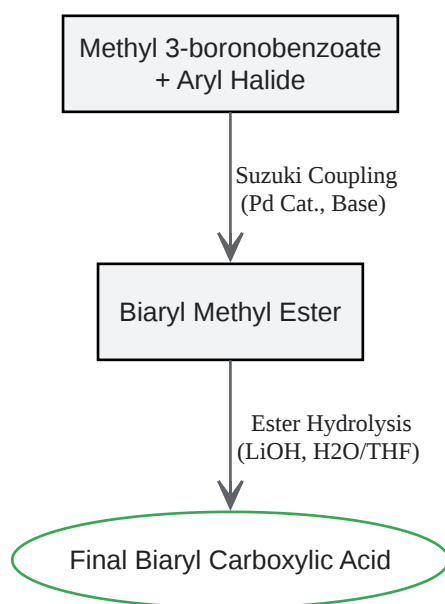 Methyl 3-boronobenzoate
+ Aryl Halide
Suzuki Coupling
(Pd Cat., Base)
Biaryl Methyl Ester
Ester Hydrolysis
(LiOH, H2O/THF)
Final Biaryl Carboxylic Acid